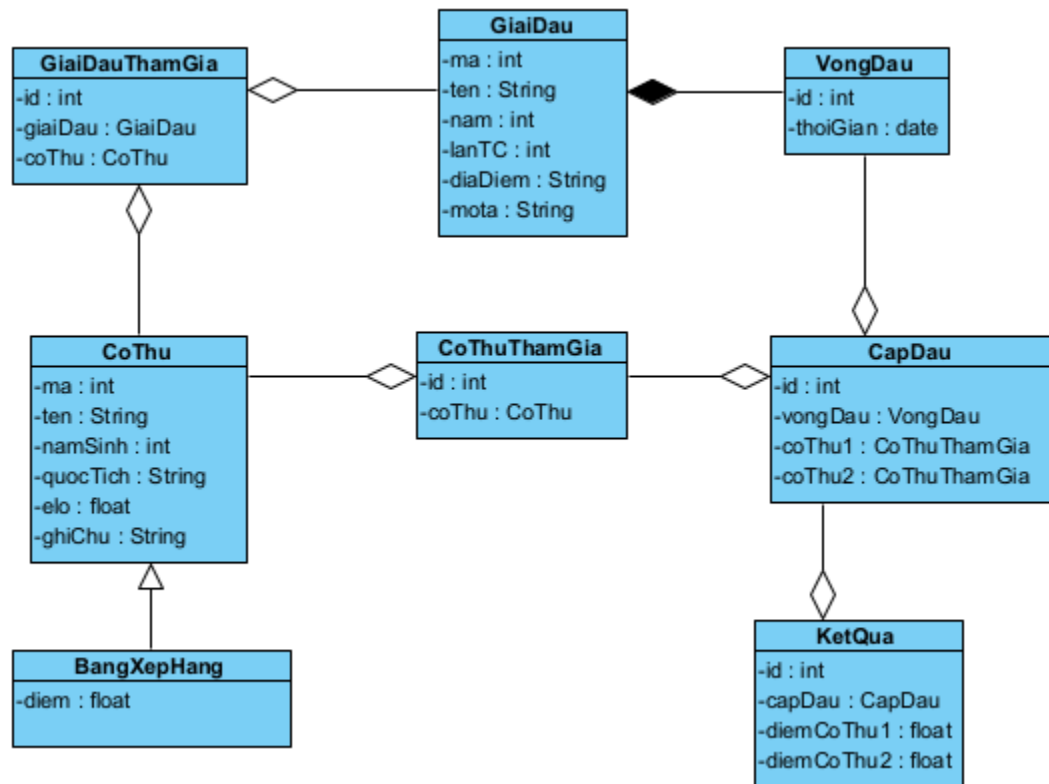 GiaiDauThamGia
-id : int
-giaiDau : GiaiDau
-coThu : CoThu
GiaiDau
-ma : int
-ten : String
-nam : int
-lanTC : int
-diaDiem : String
-mota : String
VongDau
-id : int
-thoiGian : date
CoThu
-ma : int
-ten : String
-namSinh : int
-quocTich : String
-elo : float
-ghiChu : String
CoThuThamGia
-id : int
-coThu : CoThu
CapDau
-id : int
-vongDau : VongDau
-coThu1 : CoThuThamGia
-coThu2 : CoThuThamGia
BangXepHang
-diem : float
KetQua
-id : int
-capDau : CapDau
-diemCoThu1 : float
-diemCoThu2 : float